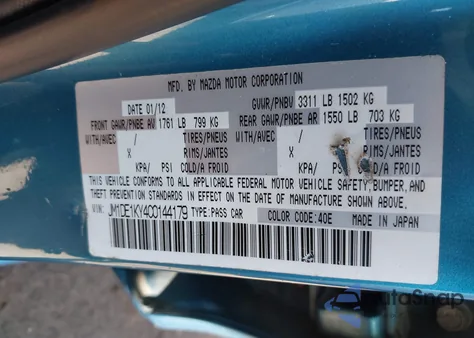 MFD. BY MAZDA MOTOR CORPORATION
DATE 01/12 GVWR/PNBV 3311 LB 1502 KG
FRONT GAWR/PNBE AV 1761 LB 799 KG REAR GAWR/PNBE AR 1550 LB 703 KG
WITH/AVEC / TIRES/PNEUS WITH/AVEC TIRES/PNEUS
X RIMS/JANTES X RIMS/JANTES
KPA/ PSI COLD/A FROID KPA/ PSI COLD/A FROID
THIS VEHICLE CONFORMS TO ALL APPLICABLE FEDERAL MOTOR VEHICLE SAFETY, BUMPER, AND
THEFT PREVENTION STANDARDS IN EFFECT ON THE DATE OF MANUFACTURE SHOWN ABOVE.
VIN: JM1DE1KY4C0144179 TYPE: PASS CAR COLOR CODE: 40E MADE IN JAPAN
AutoSnap